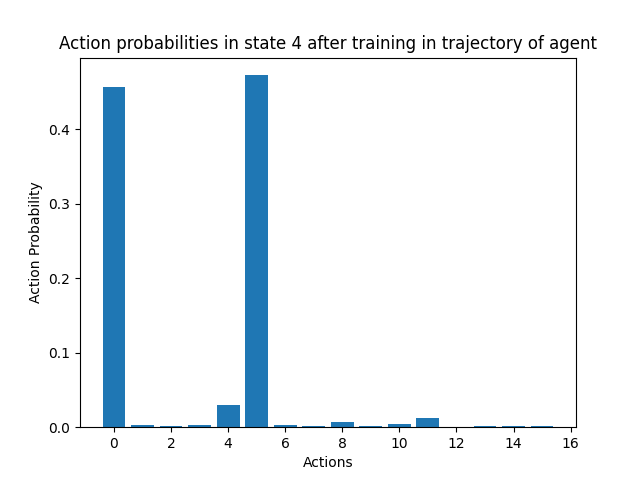 Action probabilities in state 4 after training in trajectory of agent
Action Probability
0.4
0.3
0.2
0.1
0.0
0 2 4 6 8 10 12 14 16
Actions